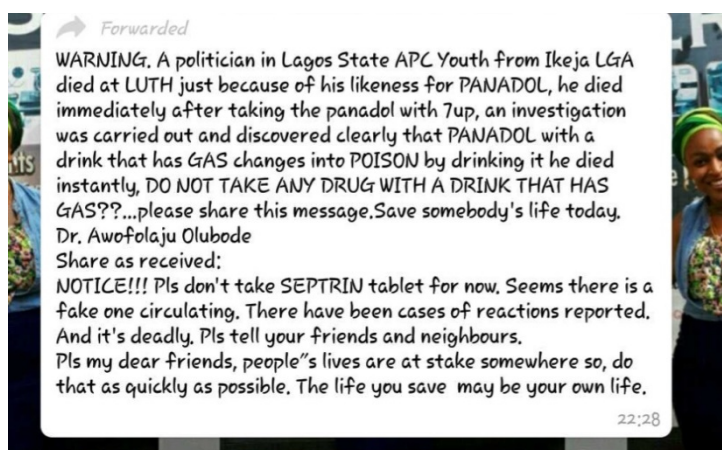 Forwarded
WARNING. A politician in Lagos State APC Youth from Ikeja LGA
died at LUTH just because of his likeness for PANADOL, he died
immediately after taking the panadol with 7up, an investigation
was carried out and discovered clearly that PANADOL with a
drink that has GAS changes into POISON by drinking it he died
instantly, DO NOT TAKE ANY DRUG WITH A DRINK THAT HAS
GAS??...please share this message.Save somebody's life today.
Dr. Awofolaju Olubode
Share as received:
NOTICE!!! Pls don't take SEPTRIN tablet for now. Seems there is a
fake one circulating. There have been cases of reactions reported.
And it's deadly. Pls tell your friends and neighbours.
Pls my dear friends, people"s lives are at stake somewhere so, do
that as quickly as possible. The life you save may be your own life.
22:28